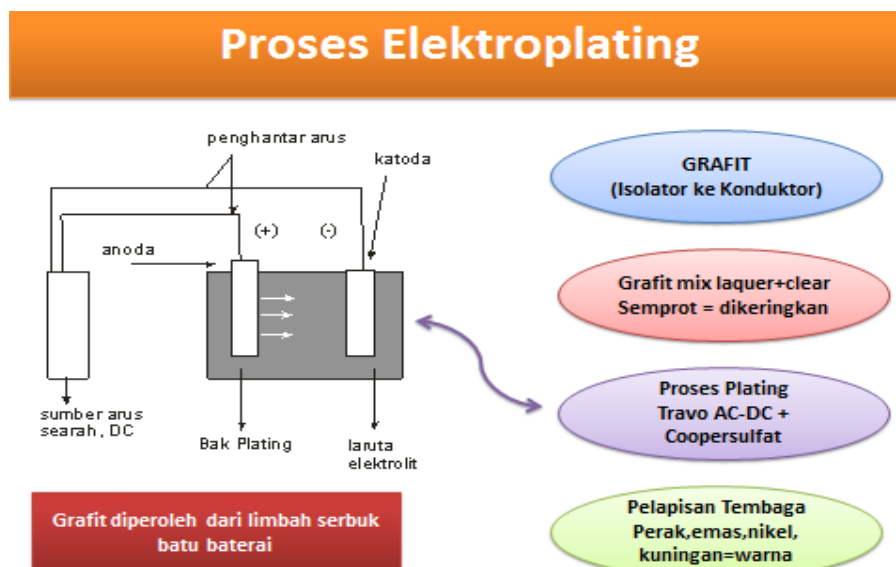 Proses Elektroplating
penghantar arus
katoda
(+)
(-)
anoda
sumber arus
searah, DC
Bak Plating
laruta
elektrolit
Grafit diperoleh dari limbah serbuk
batu baterai
GRAFIT
(Isolator ke Konduktor)
Grafit mix laquer+clear
Semprot = dikeringkan
Proses Plating
Travo AC-DC +
Coopersulfat
Pelapisan Tembaga
Perak,emas,nikel,
kuningan=warna